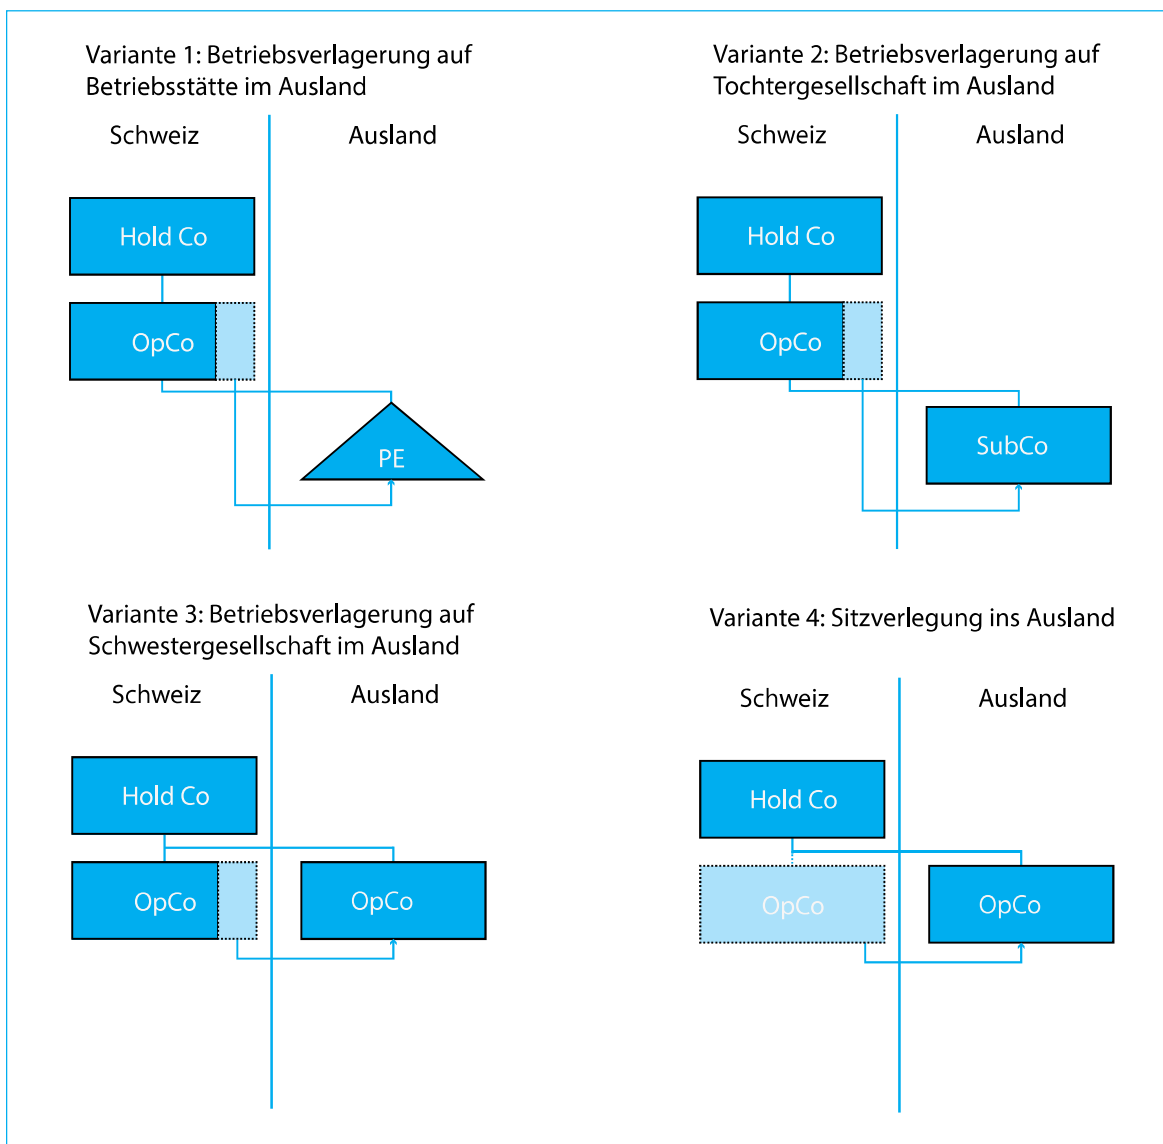 Variante 1: Betriebsverlagerung auf
Betriebsstätte im Ausland
Schweiz
Ausland
Hold Co
OpCo
PE
Variante 2: Betriebsverlagerung auf
Tochtergesellschaft im Ausland
Schweiz
Ausland
Hold Co
OpCo
SubCo
Variante 3: Betriebsverlagerung auf
Schwestergesellschaft im Ausland
Schweiz
Ausland
Hold Co
OpCo
OpCo
Variante 4: Sitzverlegung ins Ausland
Schweiz
Ausland
Hold Co
OpCo
OpCo